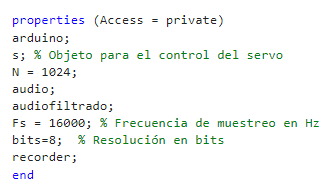 properties (Access = private)
arduino;
s; % Objeto para el control del servo
N = 1024;
audio;
audiofiltrado;
Fs = 16000; % Frecuencia de muestreo en Hz
bits=8;  % Resolución en bits
recorder;
end